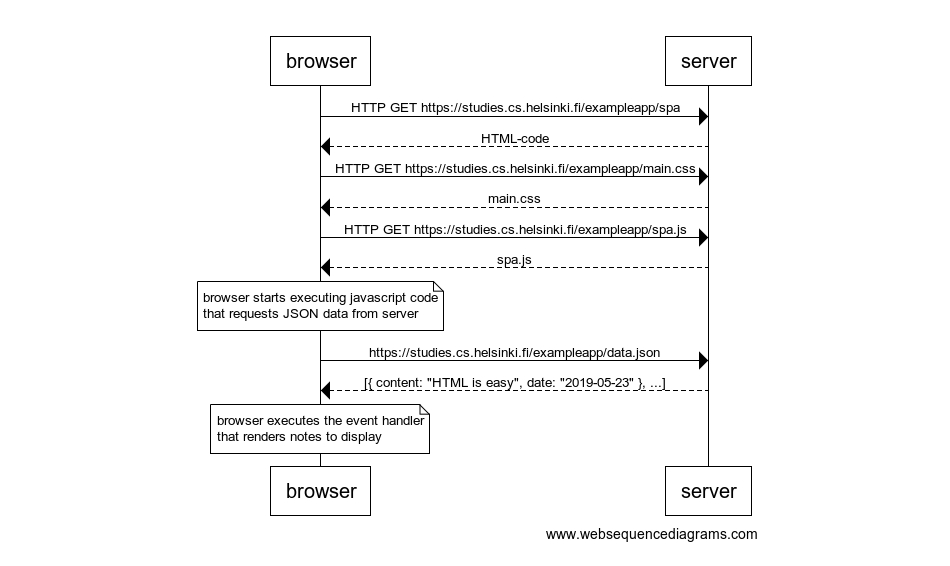 browser
server
HTTP GET https://studies.cs.helsinki.fi/exampleapp/spa
HTML-code
HTTP GET https://studies.cs.helsinki.fi/exampleapp/main.css
main.css
HTTP GET https://studies.cs.helsinki.fi/exampleapp/spa.js
spa.js
browser starts executing javascript code
that requests JSON data from server
https://studies.cs.helsinki.fi/exampleapp/data.json
[{ content: "HTML is easy", date: "2019-05-23" }, ...]
browser executes the event handler
that renders notes to display
browser
server
www.websequencediagrams.com